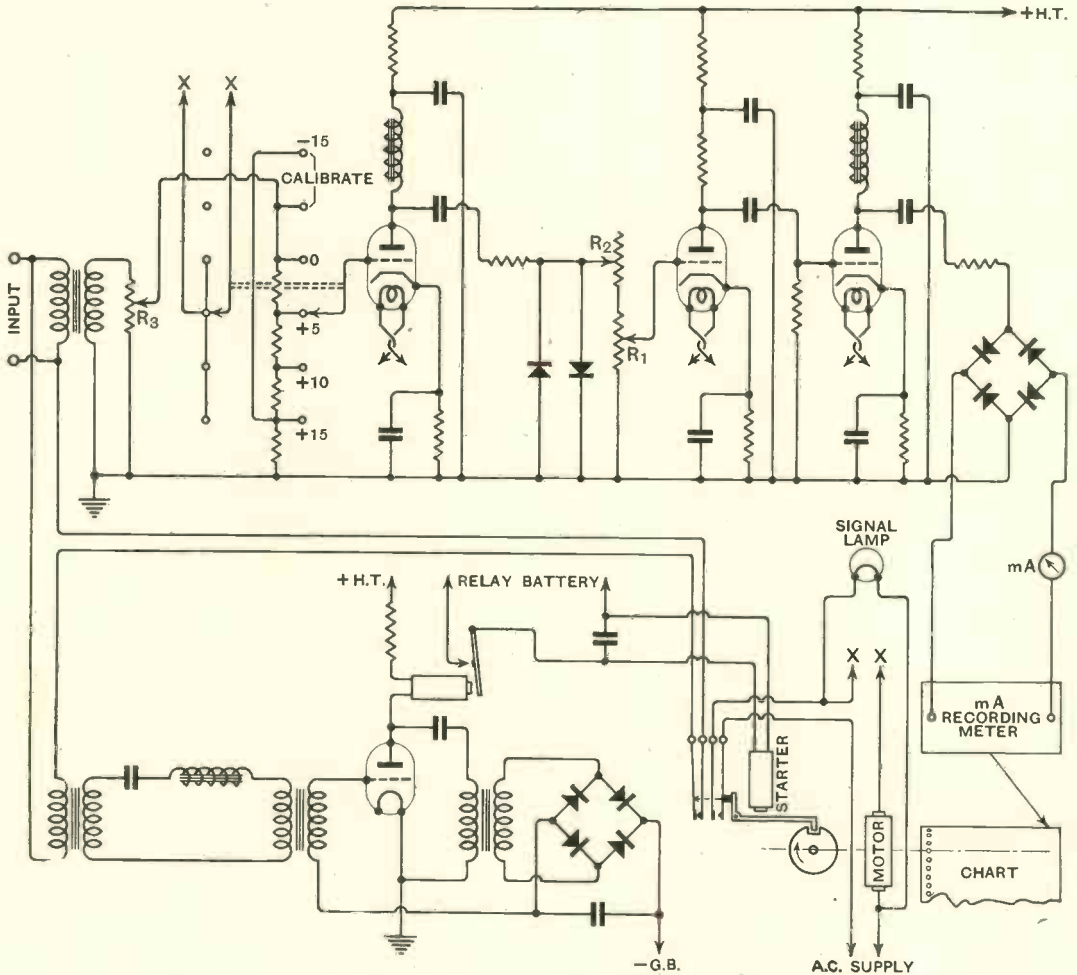 +H.T.
X X
-15
CALIBRATE
0
+5
+10
+15
INPUT
R3
R2
R1
SIGNAL
LAMP
mA
+H.T.
RELAY BATTERY
X X
mA
RECORDING
METER
STARTER
MOTOR
CHART
-G.B.
A.C. SUPPLY